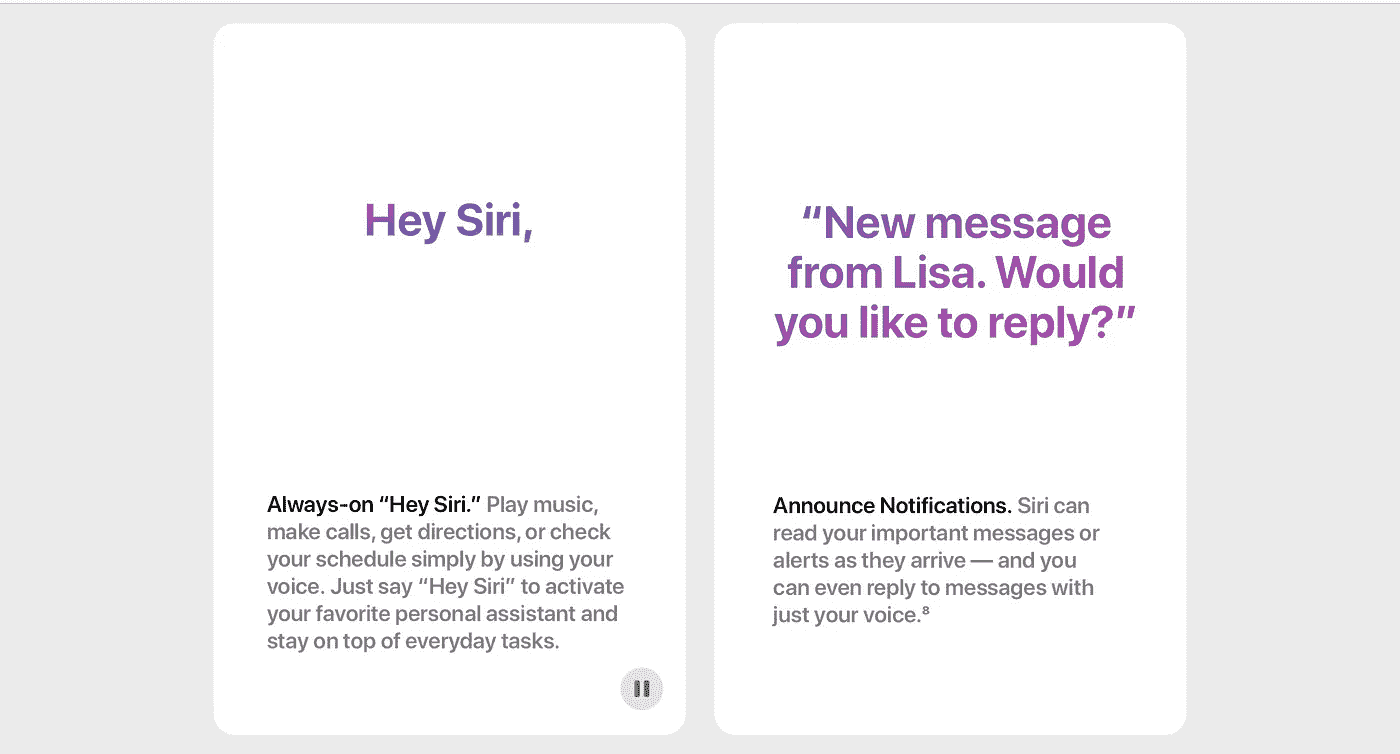 Hey Siri,
Always-on “Hey Siri.” Play music,
make calls, get directions, or check
your schedule simply by using your
voice. Just say “Hey Siri” to activate
your favorite personal assistant and
stay on top of everyday tasks.
“New message
from Lisa. Would
you like to reply?”
Announce Notifications. Siri can
read your important messages or
alerts as they arrive — and you
can even reply to messages with
just your voice.⁸